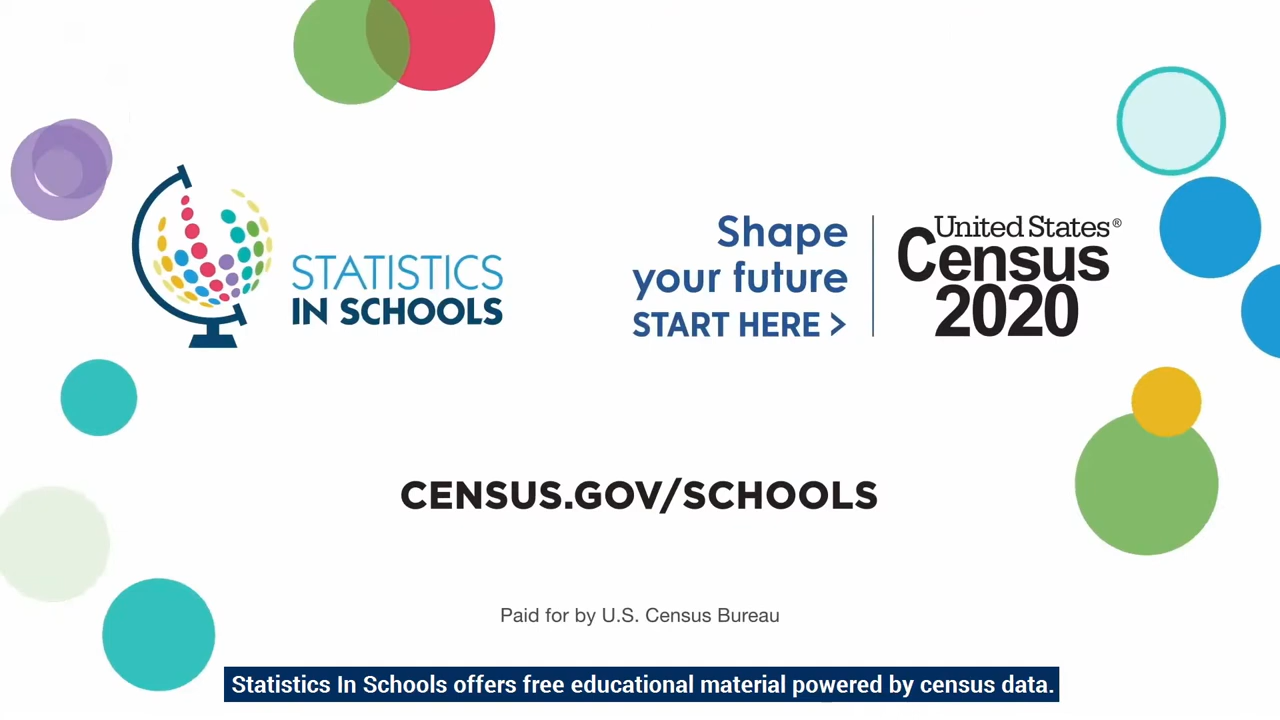 STATISTICS
IN SCHOOLS
Shape
your future
START HERE >
United States®
Census
2020
CENSUS.GOV/SCHOOLS
Paid for by U.S. Census Bureau
Statistics In Schools offers free educational material powered by census data.